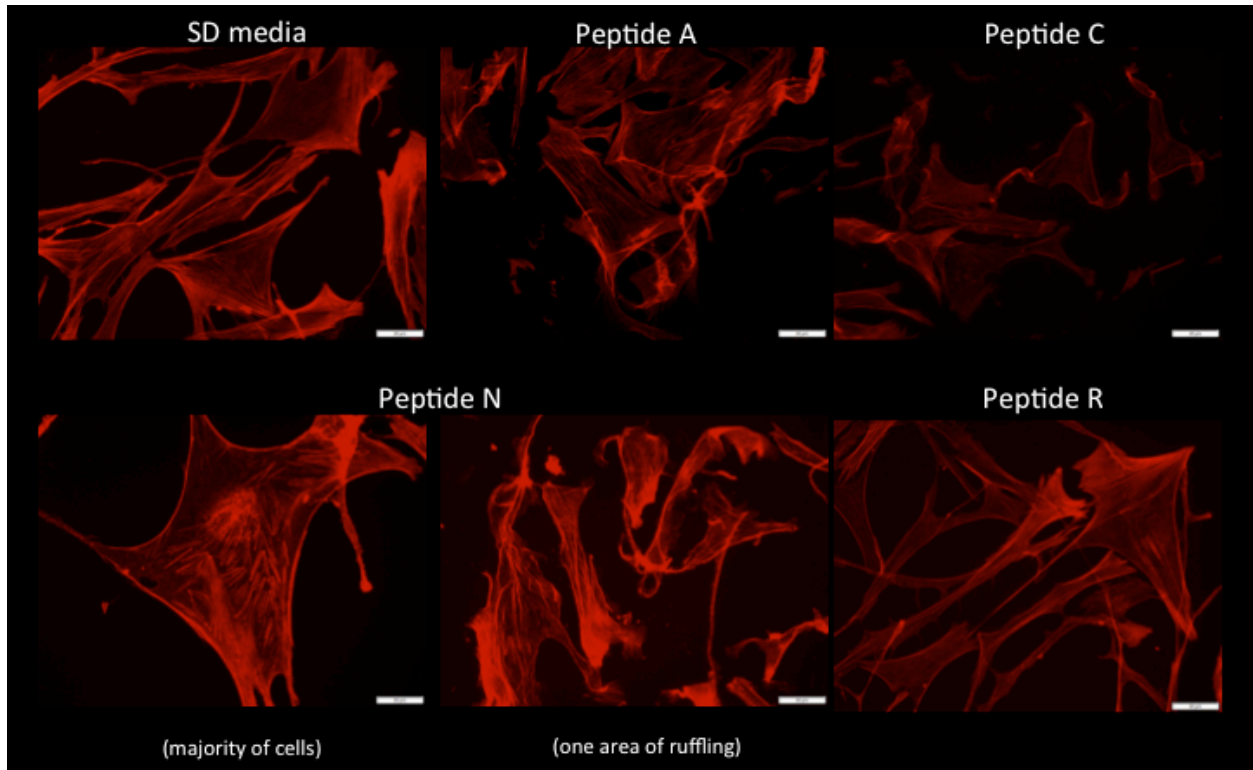 SD media
Peptide A
Peptide C
Peptide N
Peptide R
(majority of cells)
(one area of ruffling)